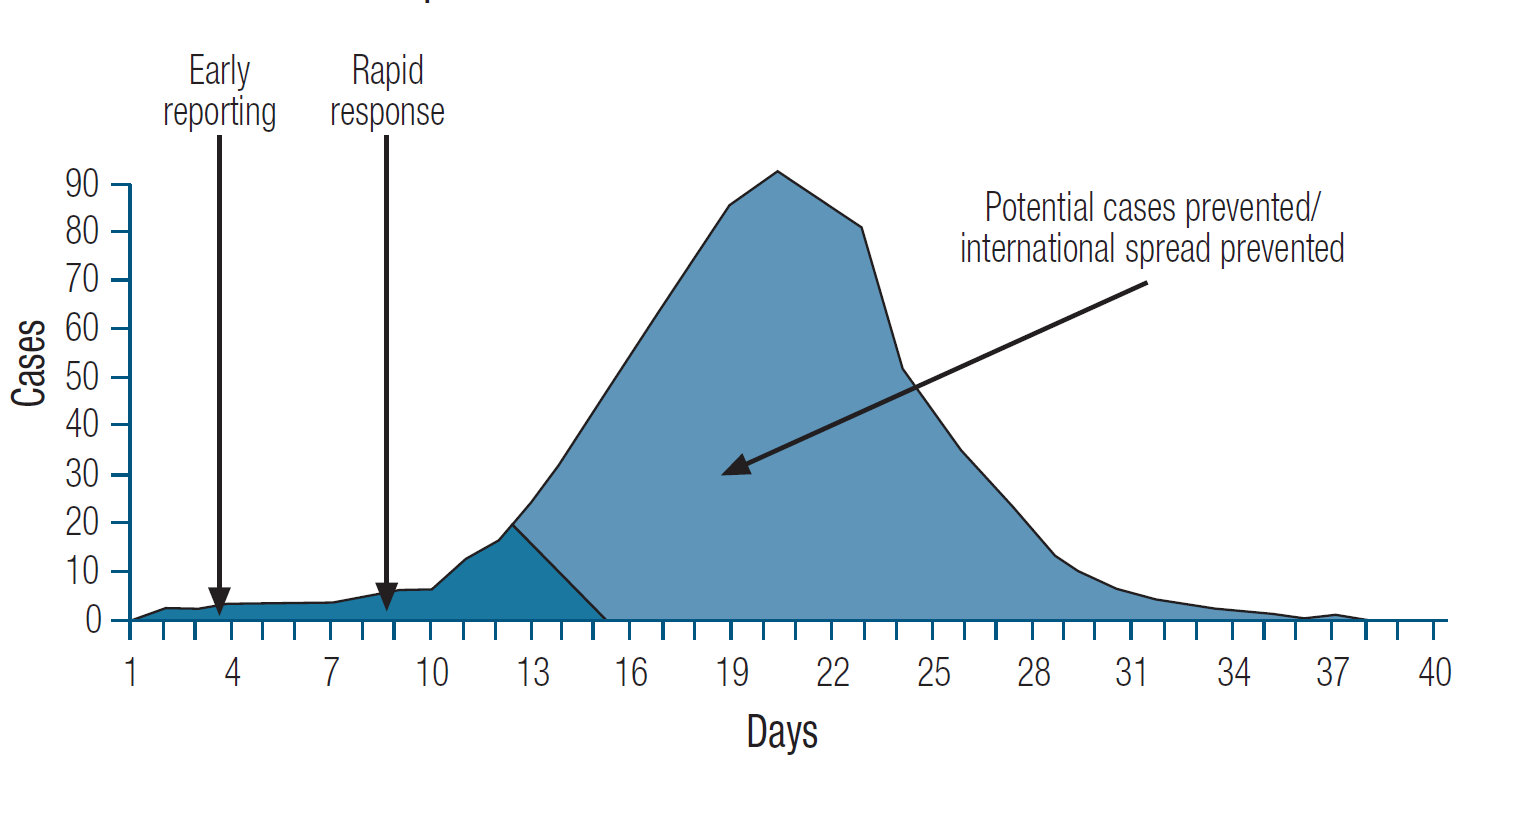 Early
reporting
Rapid
response
90
80
70
60
50
40
30
20
10
0
Cases
Potential cases prevented/
international spread prevented
1 4 7 10 13 16 19 22 25 28 31 34 37 40
Days